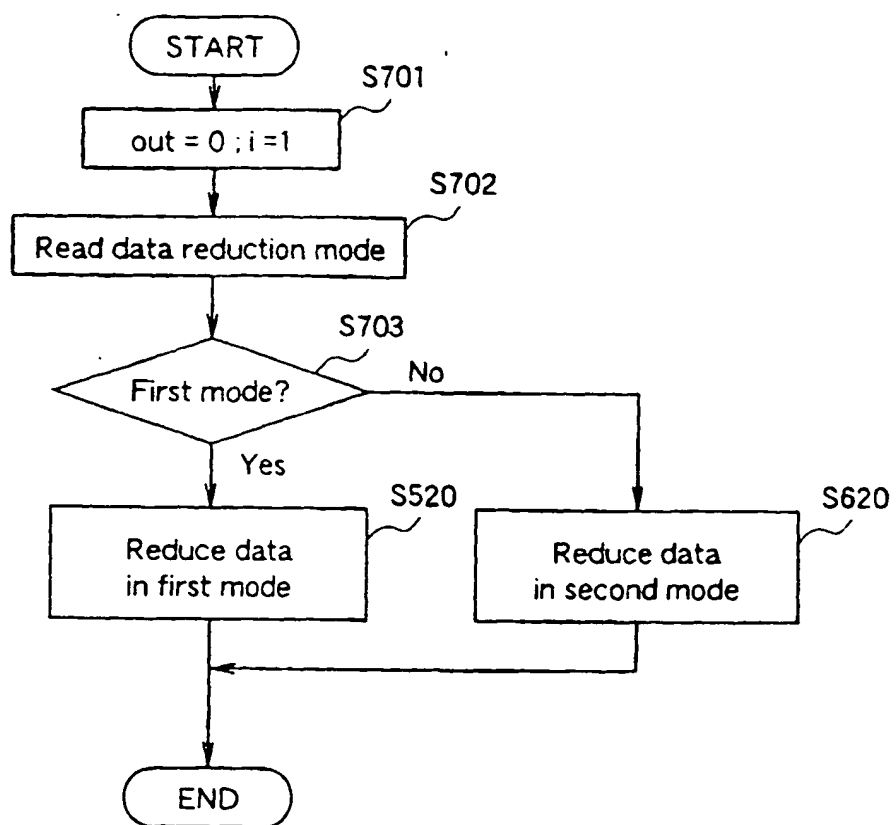 START
S701
out = 0 ; i =1
S702
Read data reduction mode
S703
First mode?
No
Yes
S520
Reduce data
in first mode
S620
Reduce data
in second mode
END